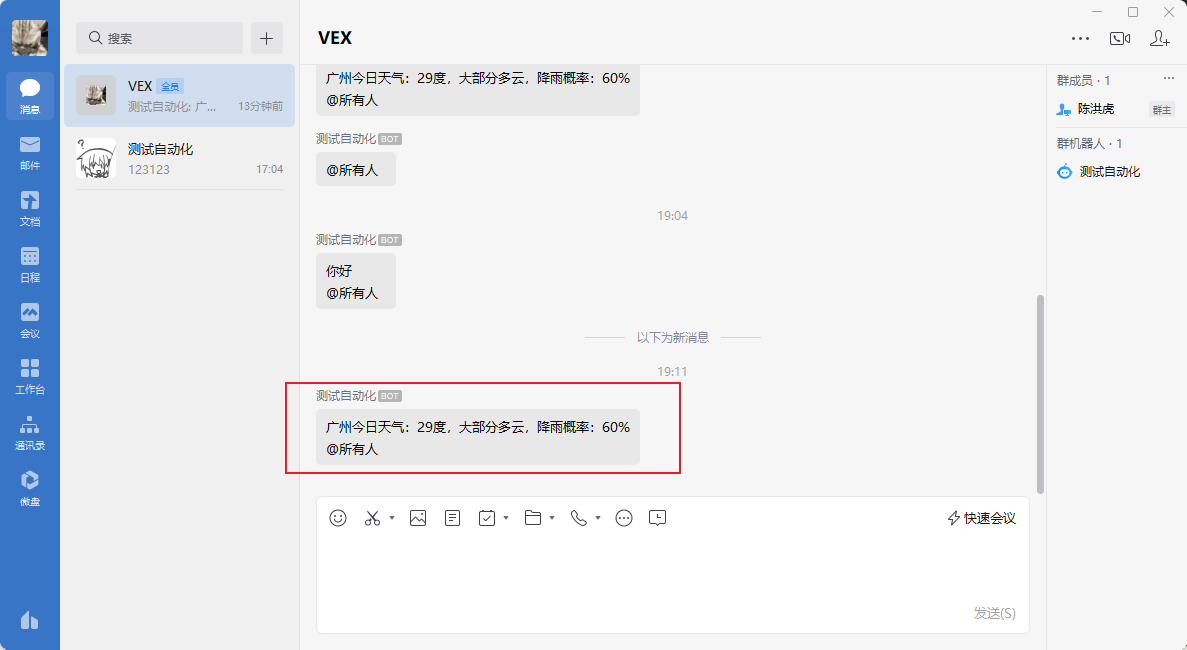 消息
邮件
文档
日程
会议
工作台
通讯录
微盘
搜索
VEX 全员
测试自动化: 广... 13分钟前
测试自动化
123123 17:04
VEX
广州今日天气：29度，大部分多云，降雨概率：60%
@所有人
测试自动化 BOT
@所有人
19:04
测试自动化 BOT
你好
@所有人
以下为新消息
19:11
测试自动化 BOT
广州今日天气：29度，大部分多云，降雨概率：60%
@所有人
快速会议
发送(S)
群成员 · 1
陈洪虎 群主
群机器人 · 1
测试自动化